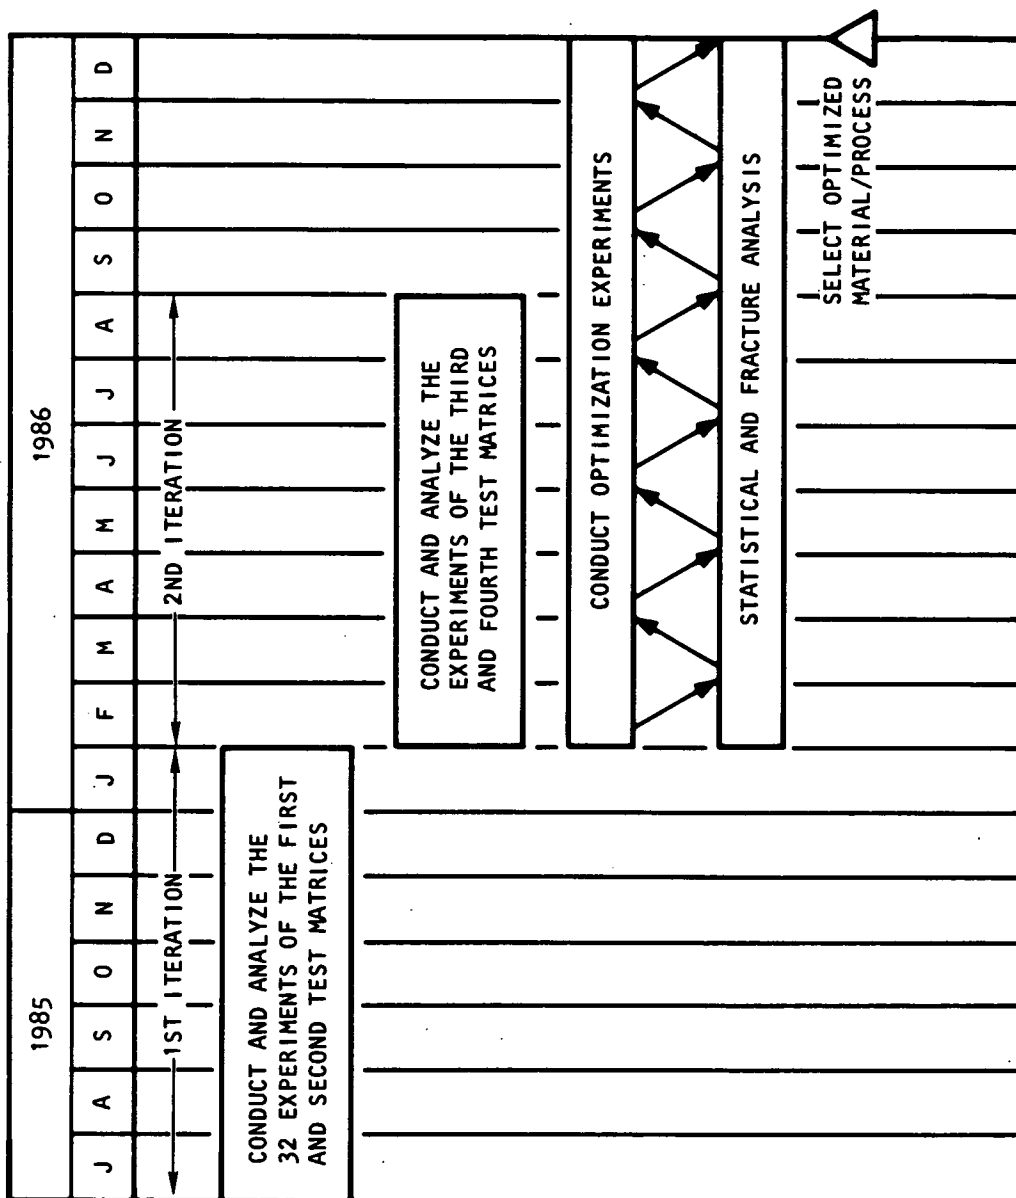 1985
1986
J A S O N D J F M A M J J A S O N D
1ST ITERATION
2ND ITERATION
CONDUCT AND ANALYZE THE
32 EXPERIMENTS OF THE FIRST
AND SECOND TEST MATRICES
CONDUCT AND ANALYZE THE
EXPERIMENTS OF THE THIRD
AND FOURTH TEST MATRICES
CONDUCT OPTIMIZATION EXPERIMENTS
STATISTICAL AND FRACTURE ANALYSIS
SELECT OPTIMIZED
MATERIAL/PROCESS